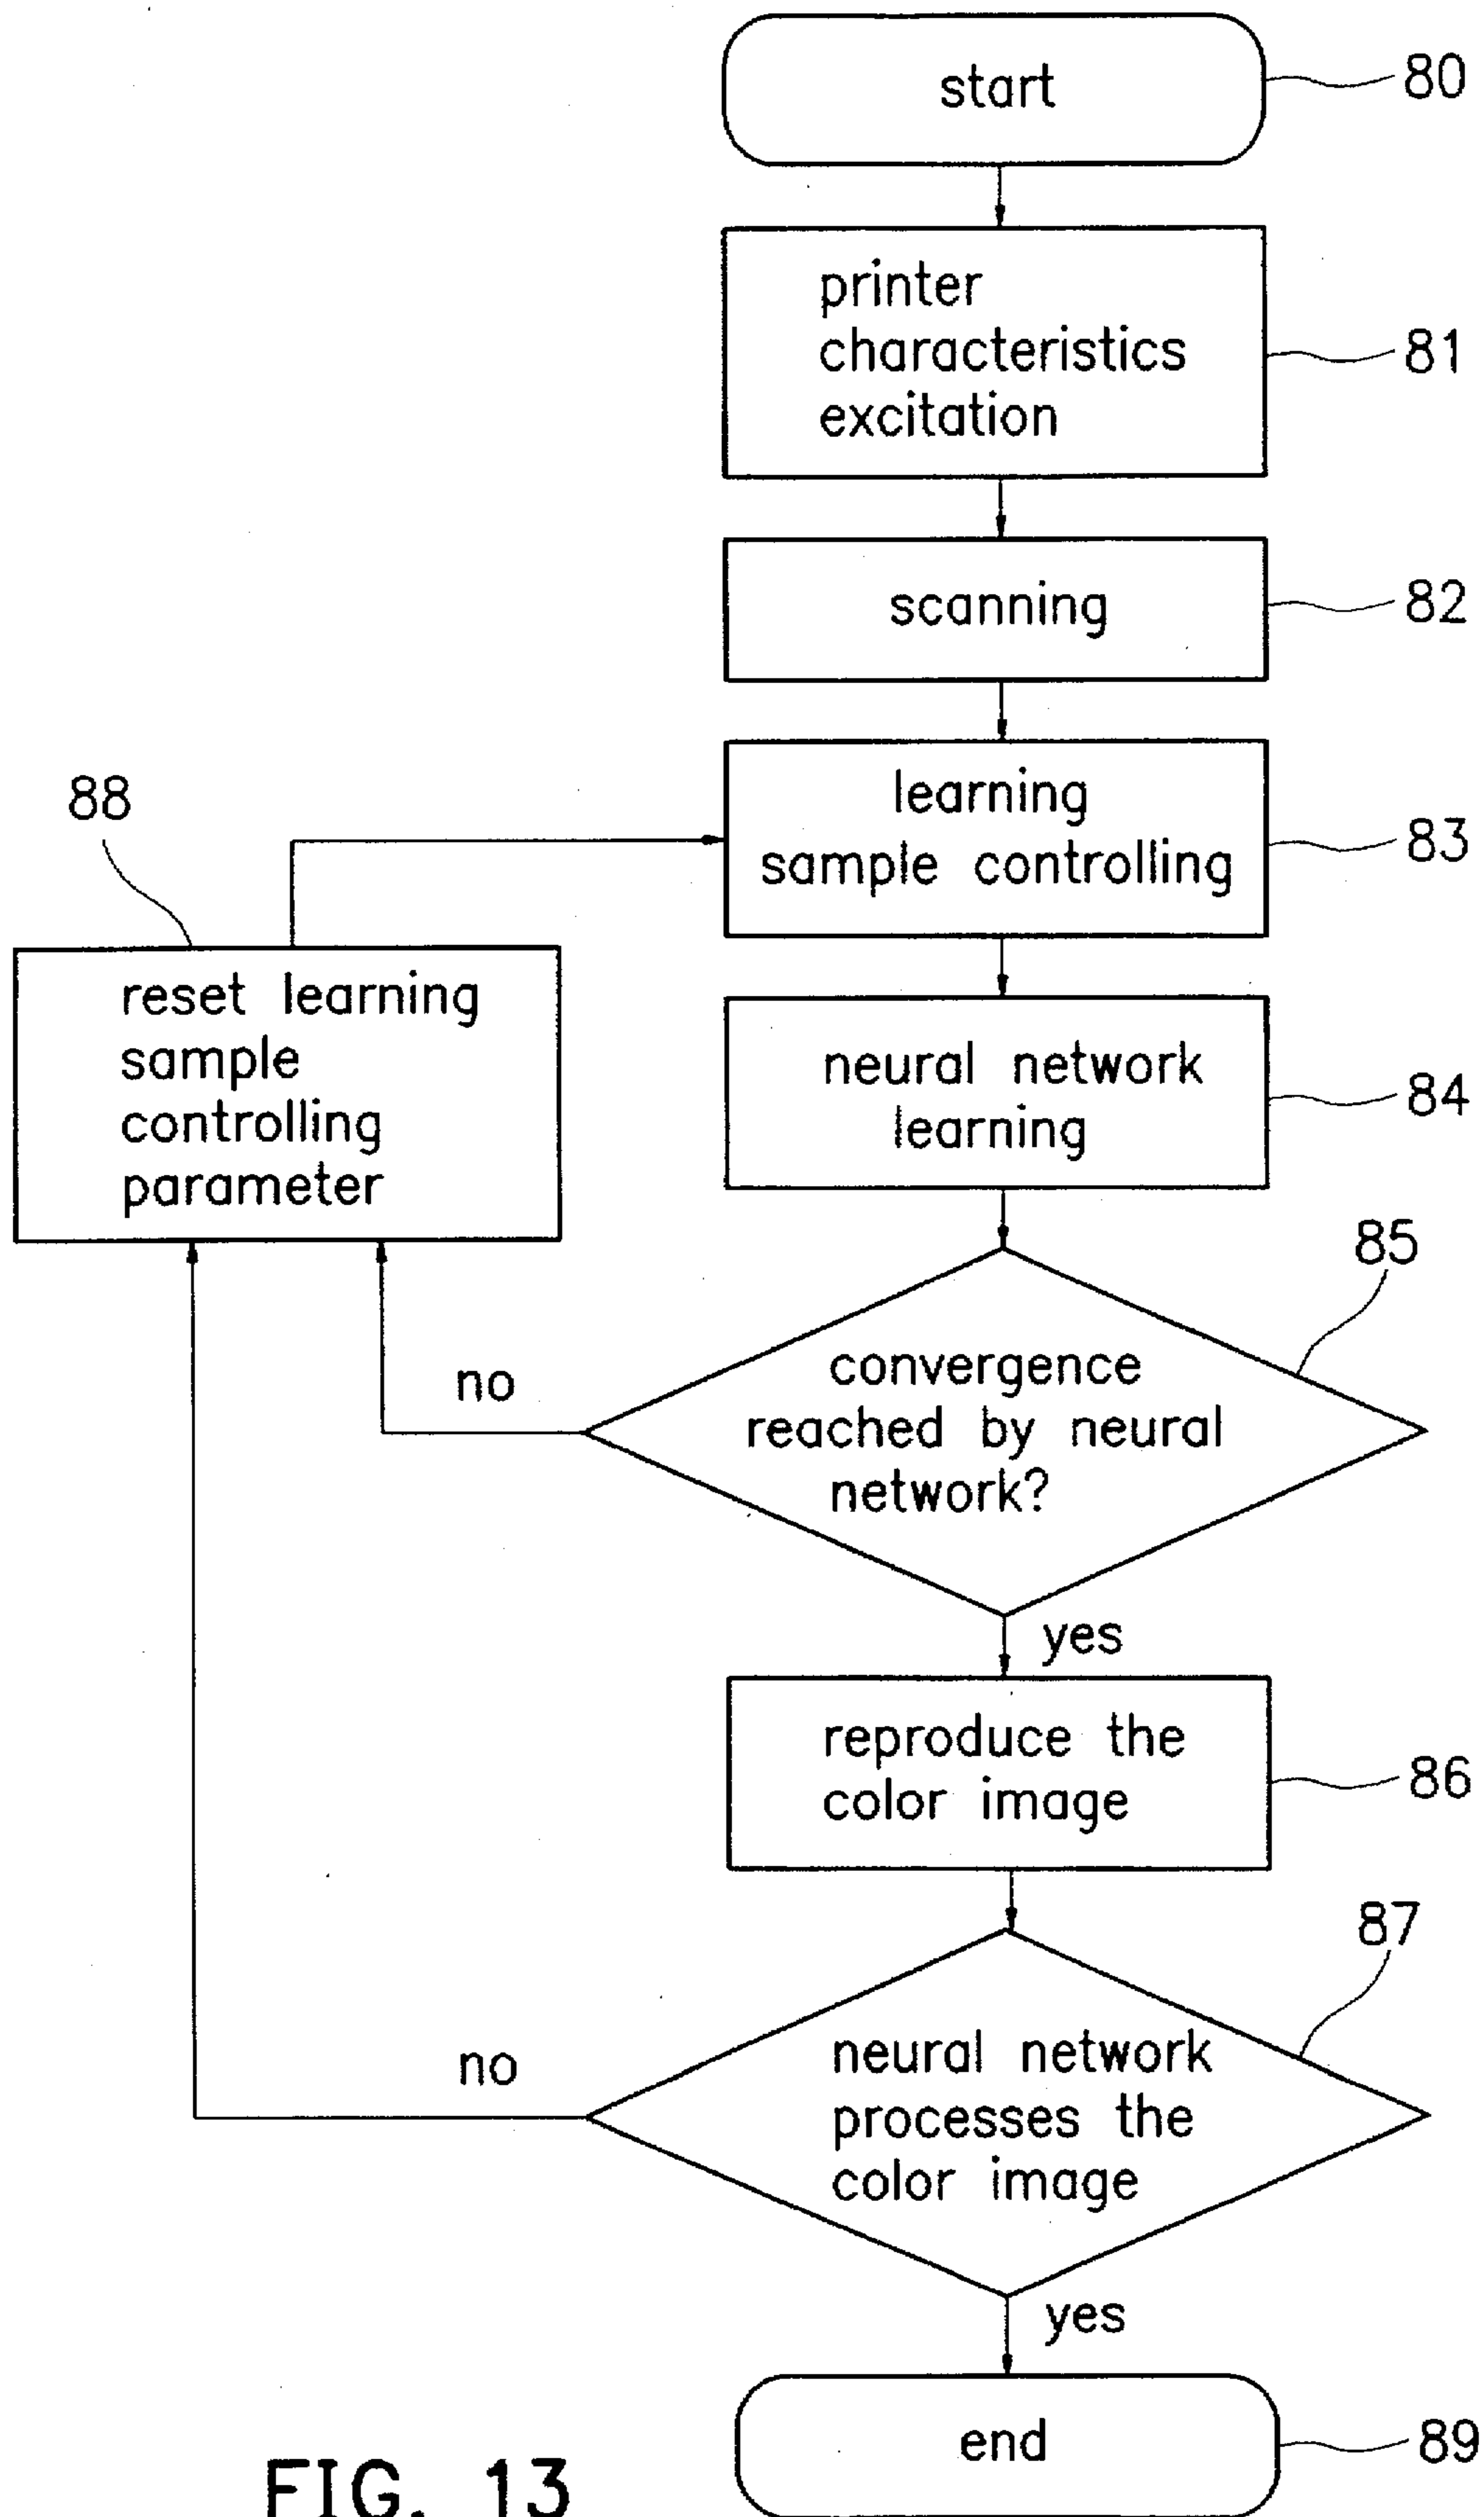 start
80
printer
characteristics
excitation
81
scanning
82
learning
sample controlling
83
88
reset learning
sample
controlling
parameter
neural network
learning
84
85
convergence
reached by neural
network?
no
yes
reproduce the
color image
86
87
neural network
processes the
color image
no
yes
end
89
FIG. 13